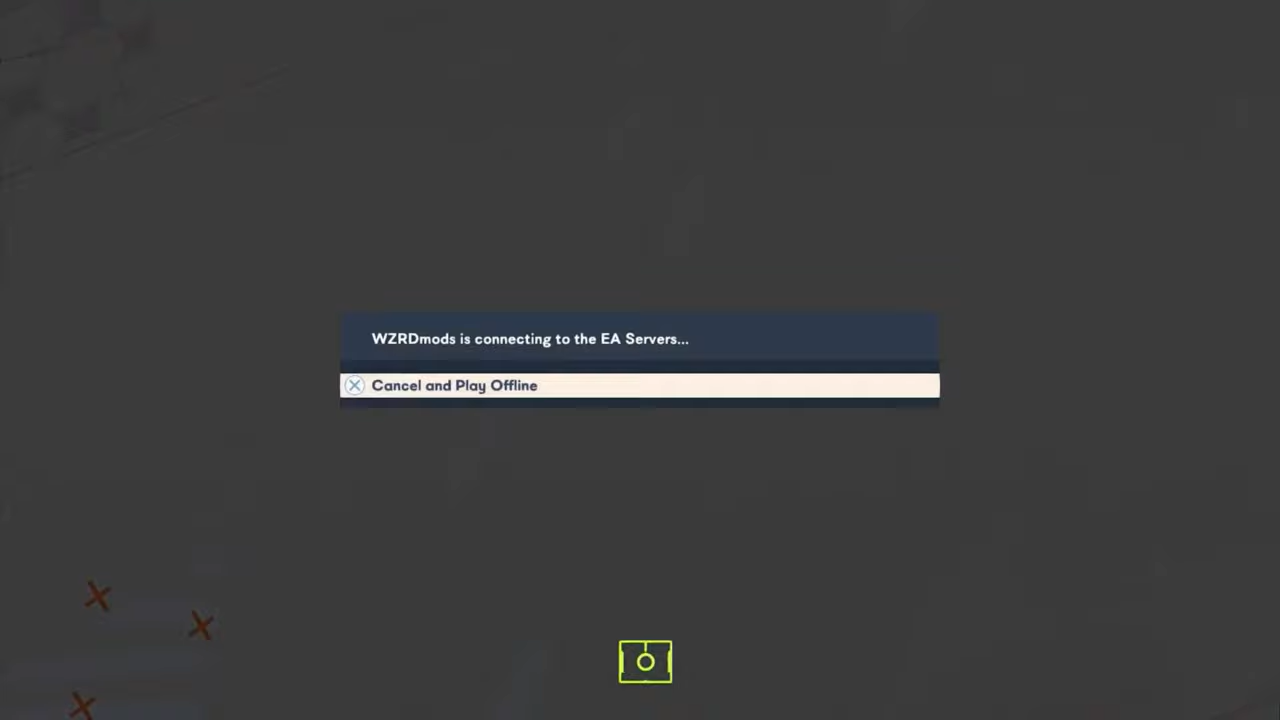 WZRDmods is connecting to the EA Servers...
Cancel and Play Offline